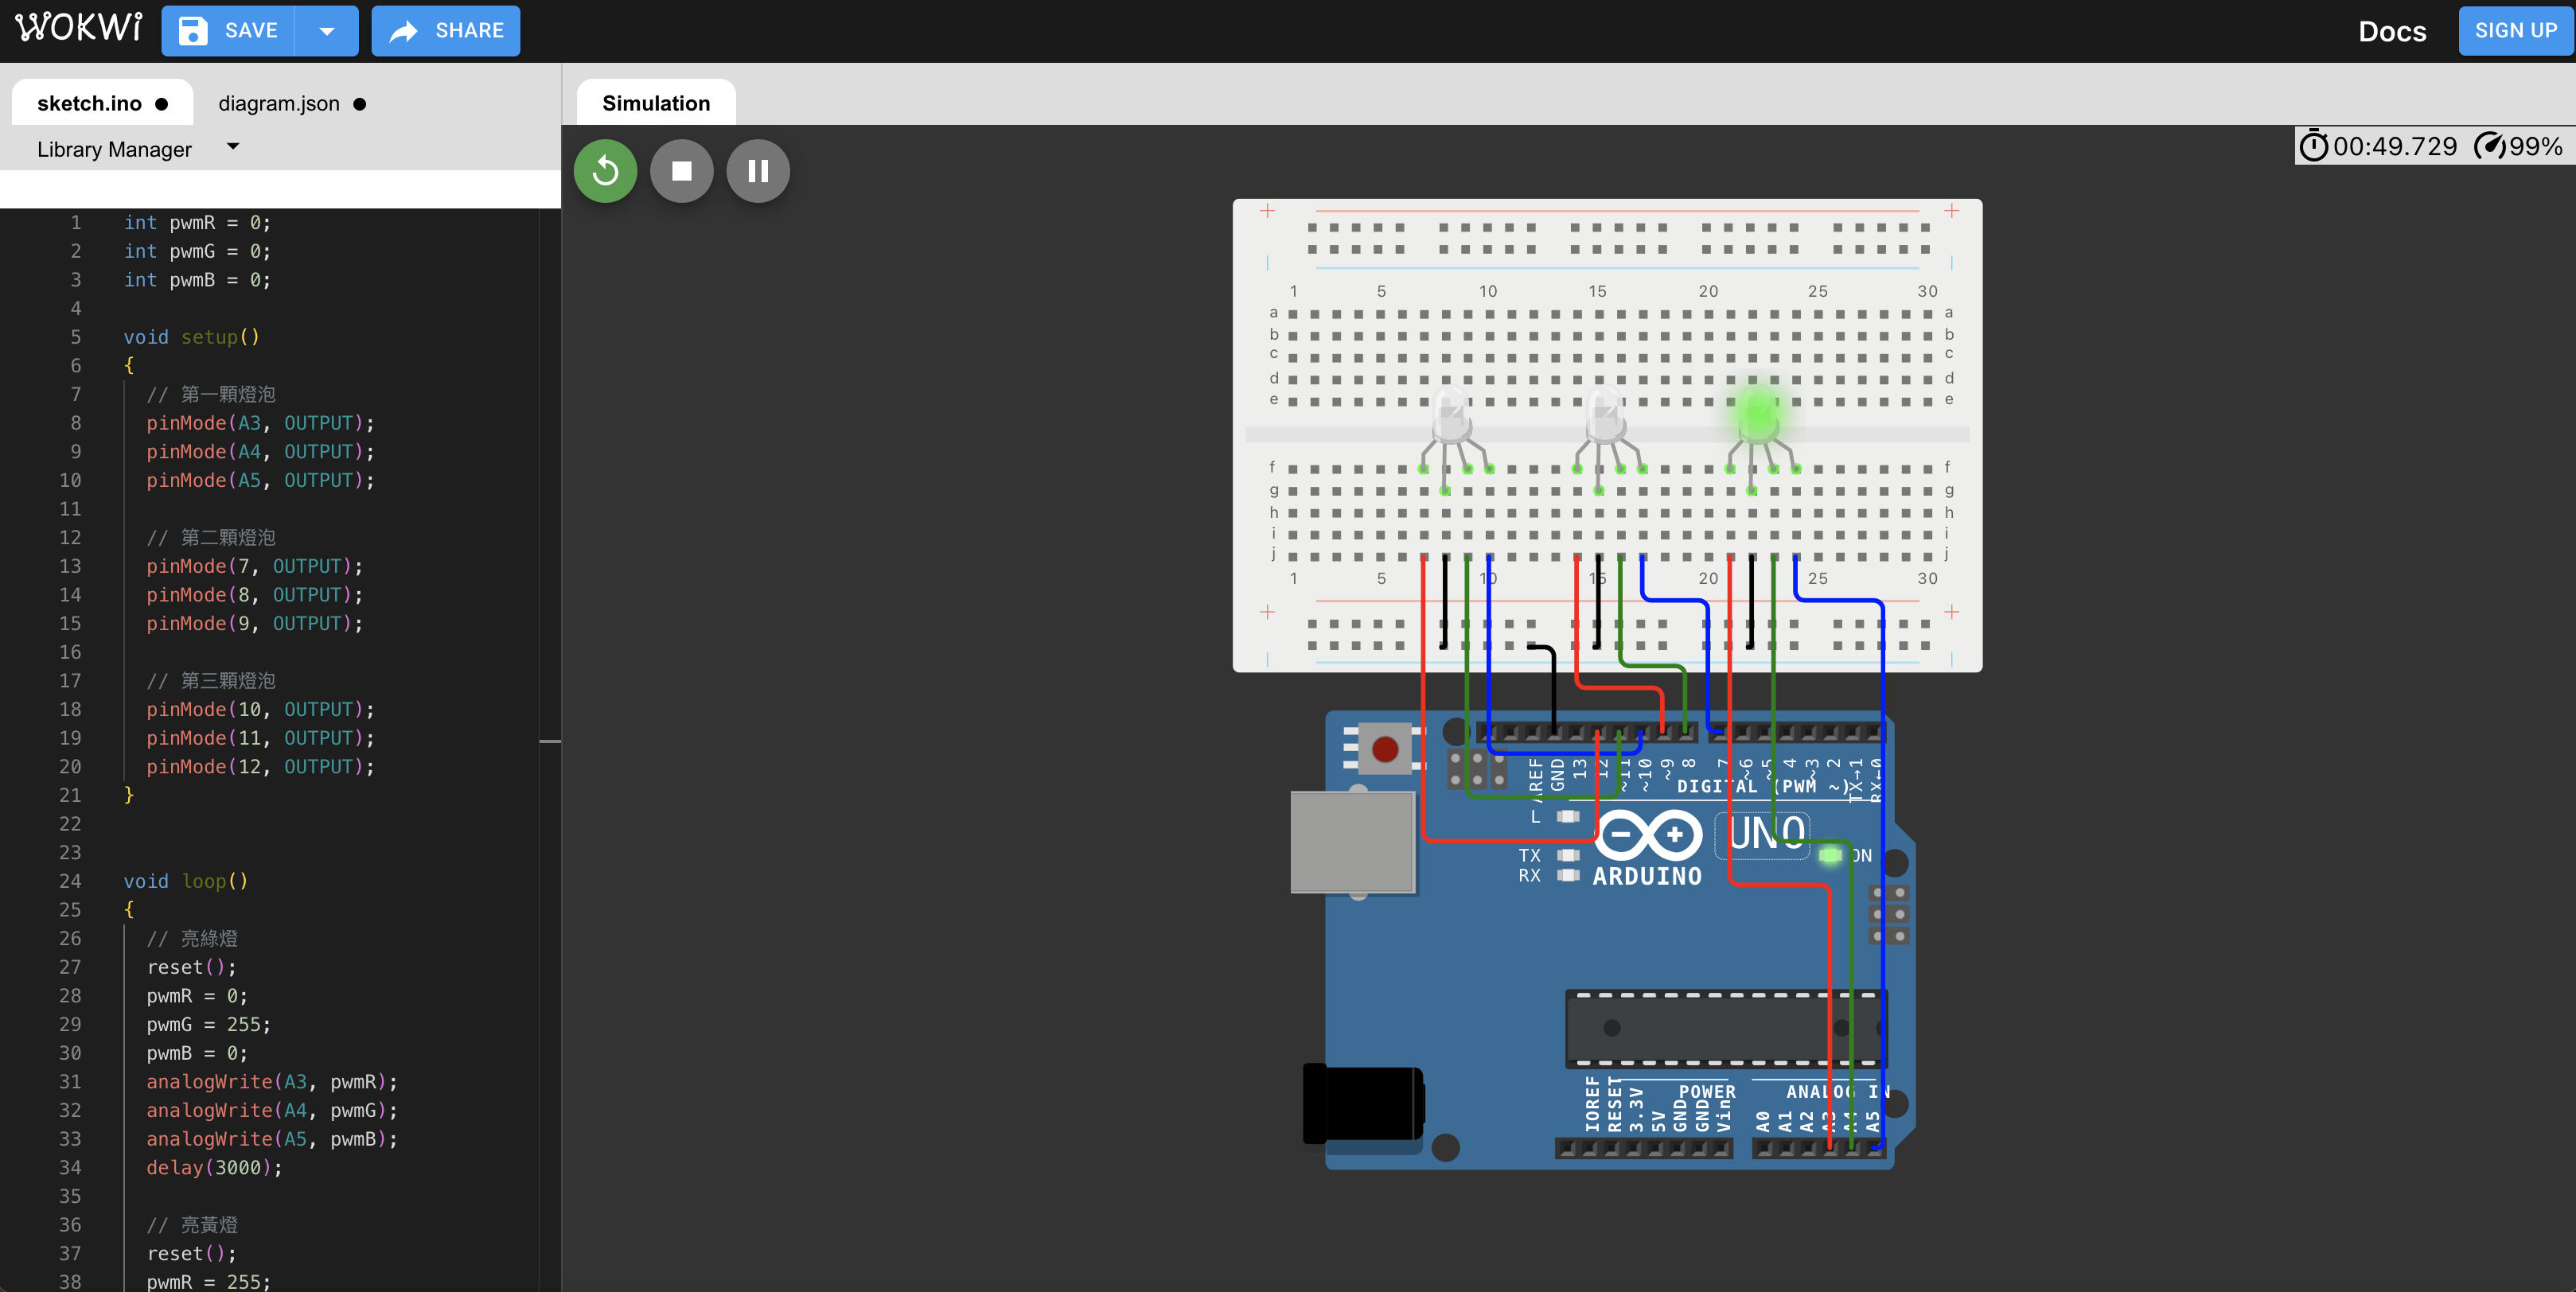 WOKWi SAVE SHARE Docs SIGN UP
sketch.ino diagram.json
Library Manager
Simulation
00:49.729 99%
1 int pwmR = 0;
2 int pwmG = 0;
3 int pwmB = 0;
4
5 void setup()
6 {
7 // 第一顆燈泡
8 pinMode(A3, OUTPUT);
9 pinMode(A4, OUTPUT);
10 pinMode(A5, OUTPUT);
11
12 // 第二顆燈泡
13 pinMode(7, OUTPUT);
14 pinMode(8, OUTPUT);
15 pinMode(9, OUTPUT);
16
17 // 第三顆燈泡
18 pinMode(10, OUTPUT);
19 pinMode(11, OUTPUT);
20 pinMode(12, OUTPUT);
21 }
22
23
24 void loop()
25 {
26 // 亮綠燈
27 reset();
28 pwmR = 0;
29 pwmG = 255;
30 pwmB = 0;
31 analogWrite(A3, pwmR);
32 analogWrite(A4, pwmG);
33 analogWrite(A5, pwmB);
34 delay(3000);
35
36 // 亮黃燈
37 reset();
38 pwmR = 255;
1 5 10 15 20 25 30
a a
b b
c c
d d
e e
f f
g g
h h
i i
j j
1 5 10 15 20 25 30
AREF GND 13 12 ~11 ~10 ~9 8 7 ~6 ~5 4 ~3 2 TX→1 RX←0
DIGITAL (PWM ~)
L
UNO
TX ON
RX ARDUINO
POWER ANALOG IN
IOREF RESET 3.3V 5V GND GND Vin A0 A1 A2 A3 A4 A5